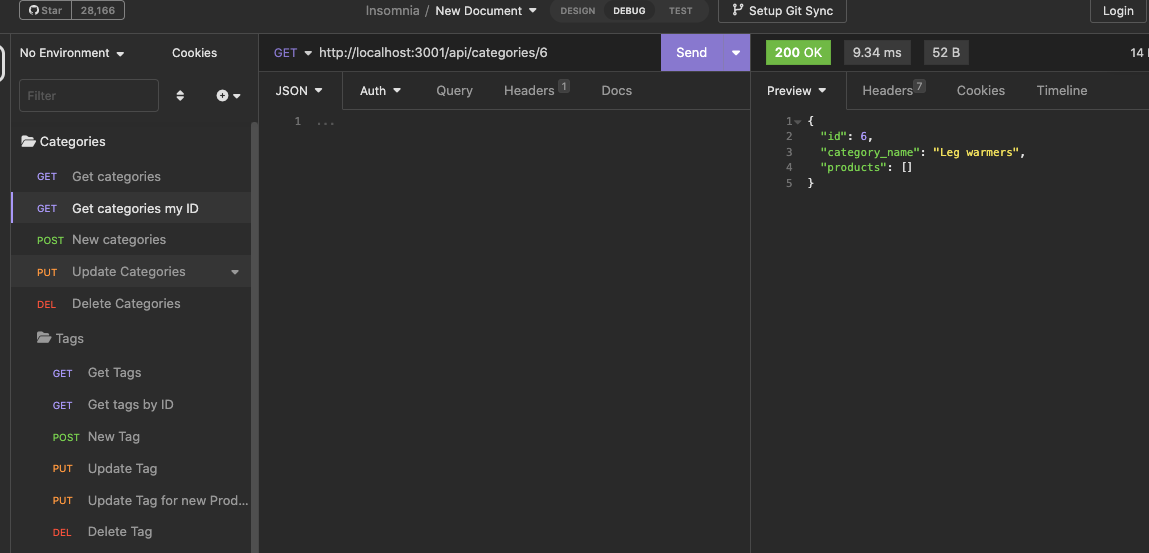 Star 28,166 Insomnia / New Document DESIGN DEBUG TEST Setup Git Sync Login
No Environment Cookies GET http://localhost:3001/api/categories/6 Send 200 OK 9.34 ms 52 B 14
Filter JSON Auth Query Headers 1 Docs Preview Headers 7 Cookies Timeline
1 ...
1 {
2 "id": 6,
3 "category_name": "Leg warmers",
4 "products": []
5 }
Categories
GET Get categories
GET Get categories my ID
POST New categories
PUT Update Categories
DEL Delete Categories
Tags
GET Get Tags
GET Get tags by ID
POST New Tag
PUT Update Tag
PUT Update Tag for new Prod...
DEL Delete Tag